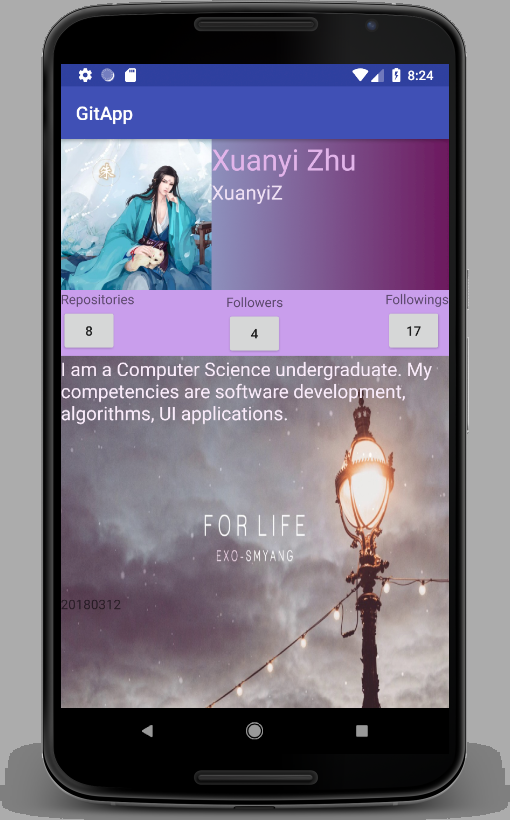 8:24
GitApp
Xuanyi Zhu
XuanyiZ
Repositories
Followers
Followings
8
4
17
I am a Computer Science undergraduate. My
competencies are software development,
algorithms, UI applications.
FOR LIFE
EXO-SMYANG
20180312